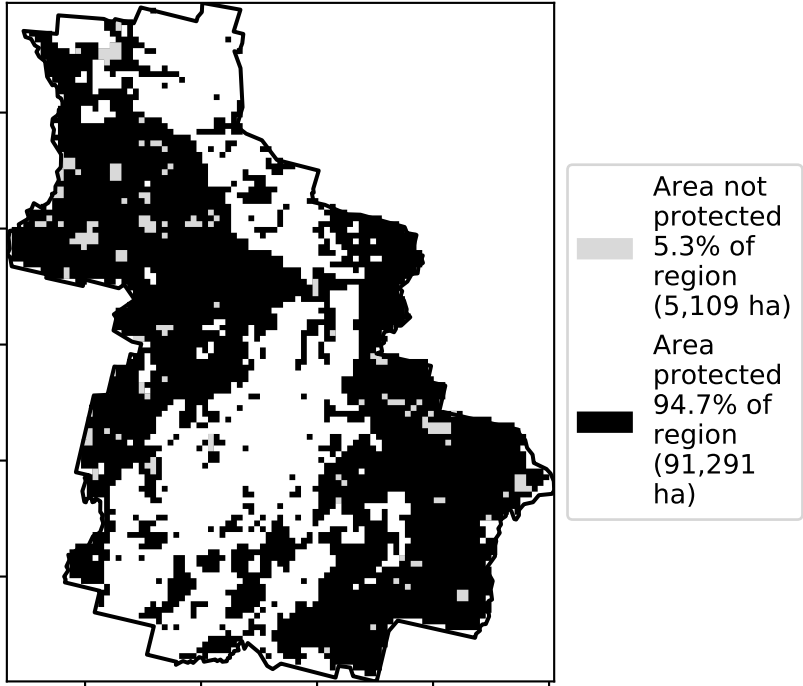 Area not
protected
5.3% of
region
(5,109 ha)
Area
protected
94.7% of
region
(91,291
ha)